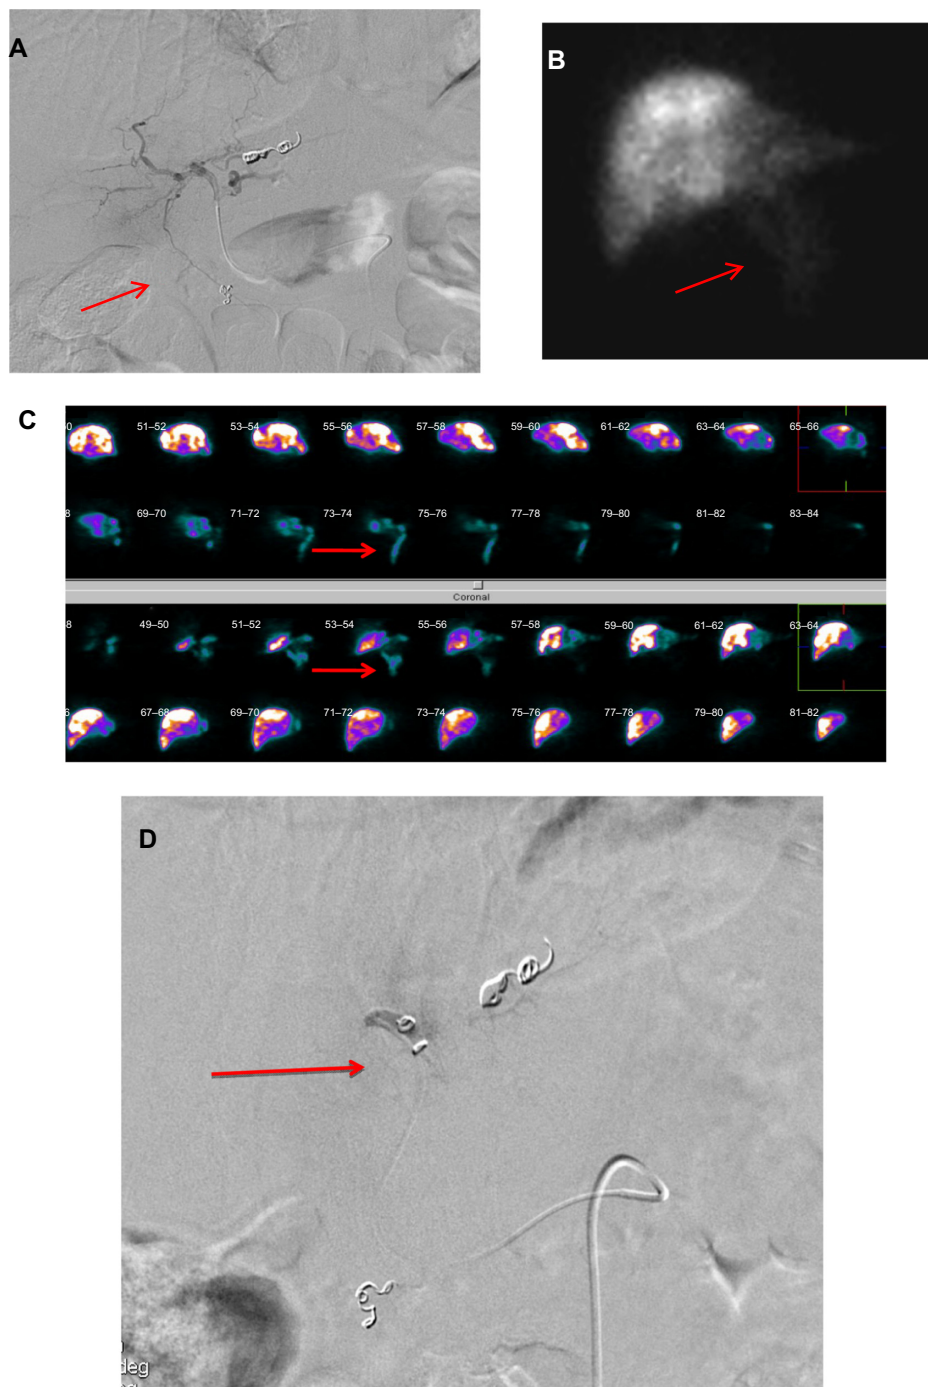 A
B
C
0 51–52 53–54 55–56 57–58 59–60 61–62 63–64 65–66
8 69–70 71–72 73–74 75–76 77–78 79–80 81–82 83–84
Coronal
8 49–50 51–52 53–54 55–56 57–58 59–60 61–62 63–64
6 67–68 69–70 71–72 73–74 75–76 77–78 79–80 81–82
D
deg